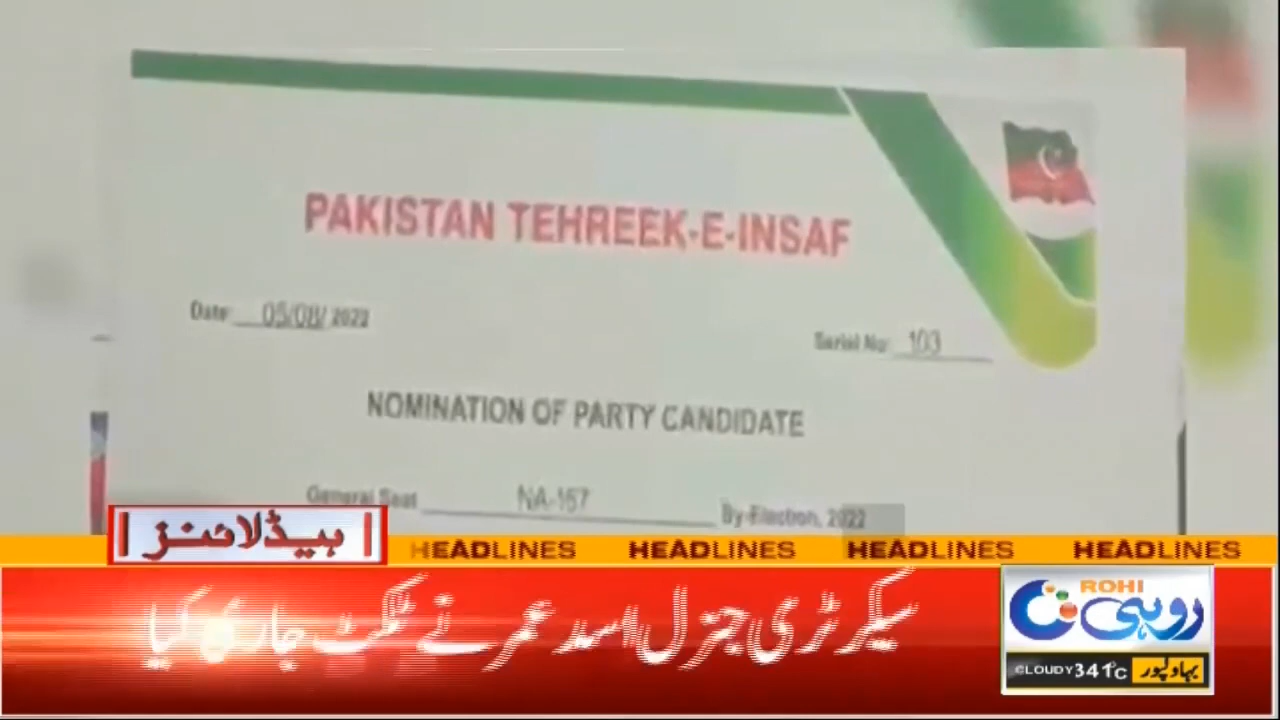 PAKISTAN TEHREEK-E-INSAF
Date: 05/08/ 2022
Serial No: 103
NOMINATION OF PARTY CANDIDATE
General Seat NA-157
By-Election, 2022
ہیڈلائنز
HEADLINES HEADLINES HEADLINES HEADLINES
سیکرٹری جنرل اسد عمر نے ٹکٹ جاری کیا
ROHI
روہی
CLOUDY 34°C بہاولپور